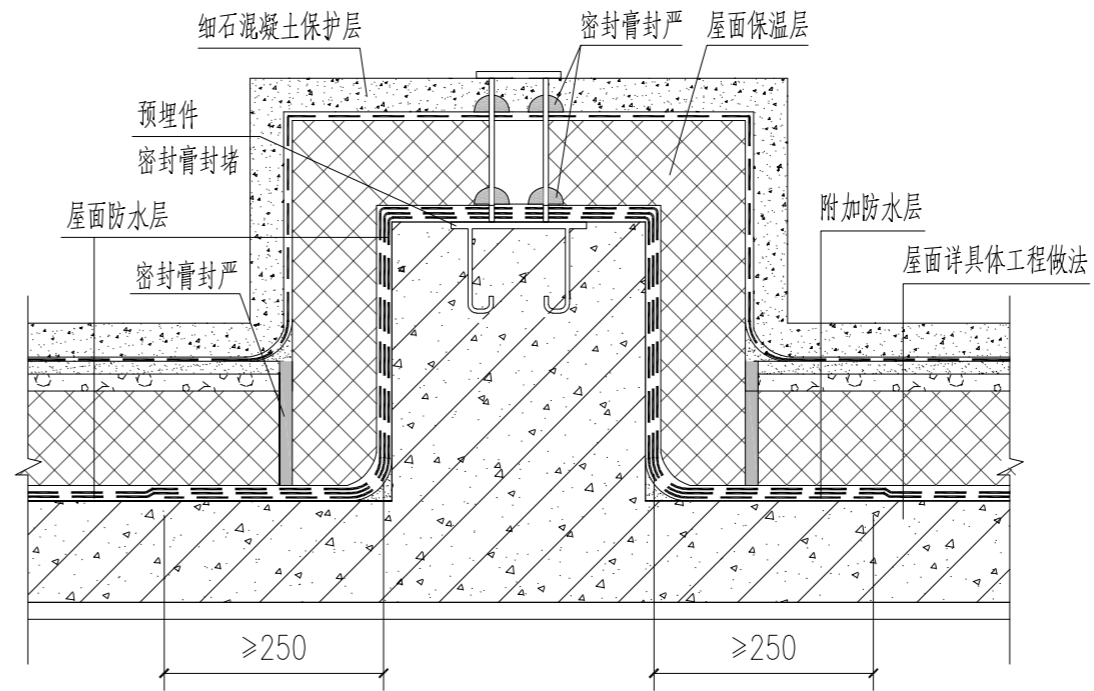 细石混凝土保护层
密封膏封严
屋面保温层
预埋件
密封膏封堵
屋面防水层
附加防水层
密封膏封严
屋面详具体工程做法
≥250
≥250